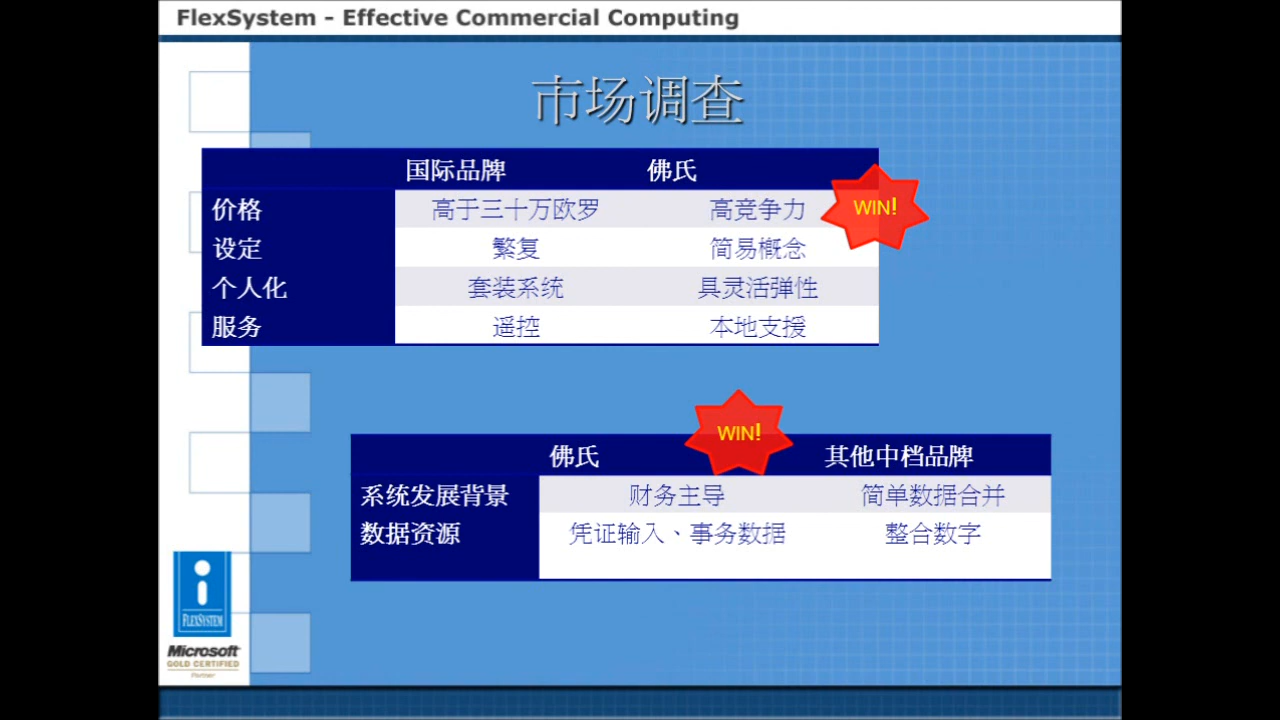 FlexSystem - Effective Commercial Computing
市场调查
国际品牌 佛氏
价格 高于三十万欧罗 高竞争力 WIN!
设定 繁复 简易概念
个人化 套装系统 具灵活弹性
服务 遥控 本地支援
WIN!
佛氏 其他中档品牌
系统发展背景 财务主导 简单数据合并
数据资源 凭证输入、事务数据 整合数字
FLEXSYSTEM
Microsoft
GOLD CERTIFIED
Partner